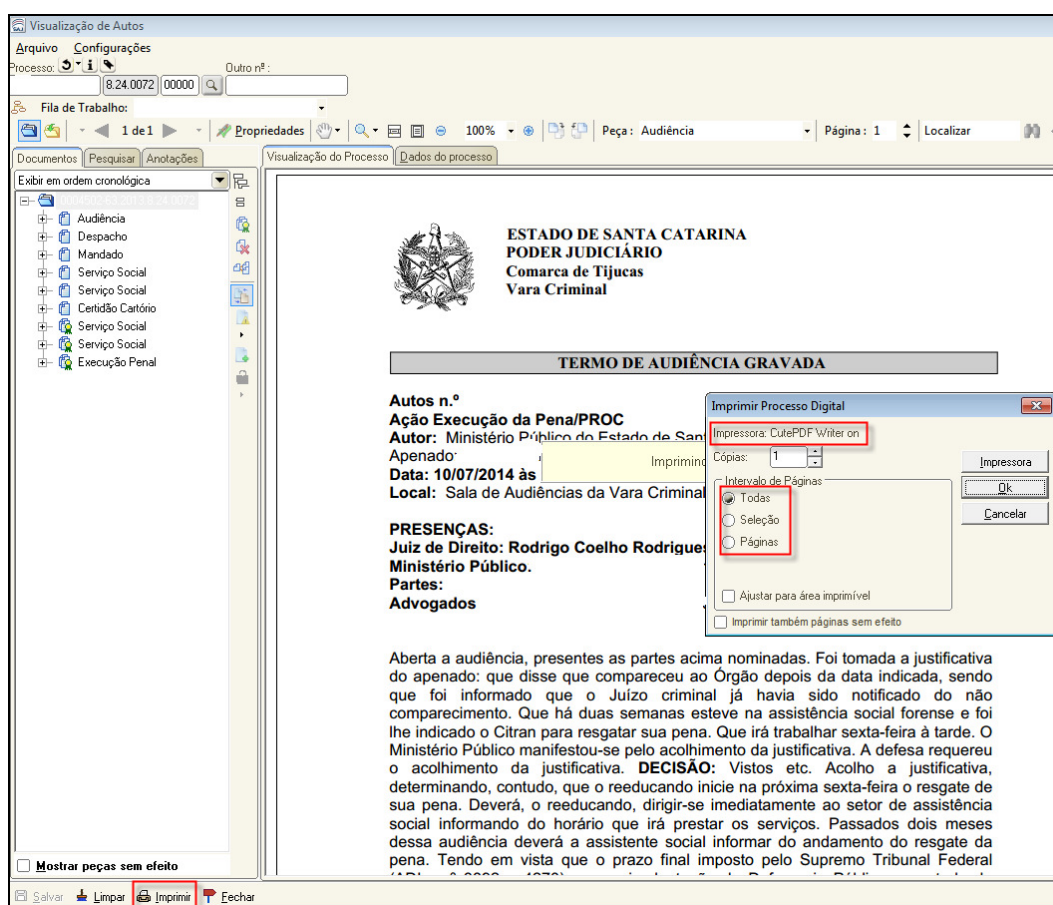 Visualização de Autos
Arquivo Configurações
Processo: Outro nº :
8.24.0072 00000
Fila de Trabalho:
1 de 1 Propriedades 100% Peça: Audiência Página: 1 Localizar
Documentos Pesquisar Anotações Visualização do Processo Dados do processo
Exibir em ordem cronológica
Audiência
Despacho
Mandado
Serviço Social
Serviço Social
Certidão Cartório
Serviço Social
Serviço Social
Execução Penal
ESTADO DE SANTA CATARINA
PODER JUDICIÁRIO
Comarca de Tijucas
Vara Criminal
TERMO DE AUDIÊNCIA GRAVADA
Autos n.º
Ação Execução da Pena/PROC
Autor: Ministério Público do Estado de San
Apenado
Data: 10/07/2014 às
Local: Sala de Audiências da Vara Criminal
Imprimindo
PRESENÇAS:
Juiz de Direito: Rodrigo Coelho Rodrigues
Ministério Público.
Partes:
Advogados
Imprimir Processo Digital
Impressora: CutePDF Writer on
Cópias: 1
Impressora
Intervalo de Páginas
Ok
Todas
Cancelar
Seleção
Páginas
Ajustar para área imprimível
Imprimir também páginas sem efeito
Aberta a audiência, presentes as partes acima nominadas. Foi tomada a justificativa
do apenado: que disse que compareceu ao Órgão depois da data indicada, sendo
que foi informado que o Juízo criminal já havia sido notificado do não
comparecimento. Que há duas semanas esteve na assistência social forense e foi
lhe indicado o Citran para resgatar sua pena. Que irá trabalhar sexta-feira à tarde. O
Ministério Público manifestou-se pelo acolhimento da justificativa. A defesa requereu
o acolhimento da justificativa. DECISÃO: Vistos etc. Acolho a justificativa,
determinando, contudo, que o reeducando inicie na próxima sexta-feira o resgate de
sua pena. Deverá, o reeducando, dirigir-se imediatamente ao setor de assistência
social informando do horário que irá prestar os serviços. Passados dois meses
dessa audiência deverá a assistente social informar do andamento do resgate da
pena. Tendo em vista que o prazo final imposto pelo Supremo Tribunal Federal
Mostrar peças sem efeito
Salvar Limpar Imprimir Fechar